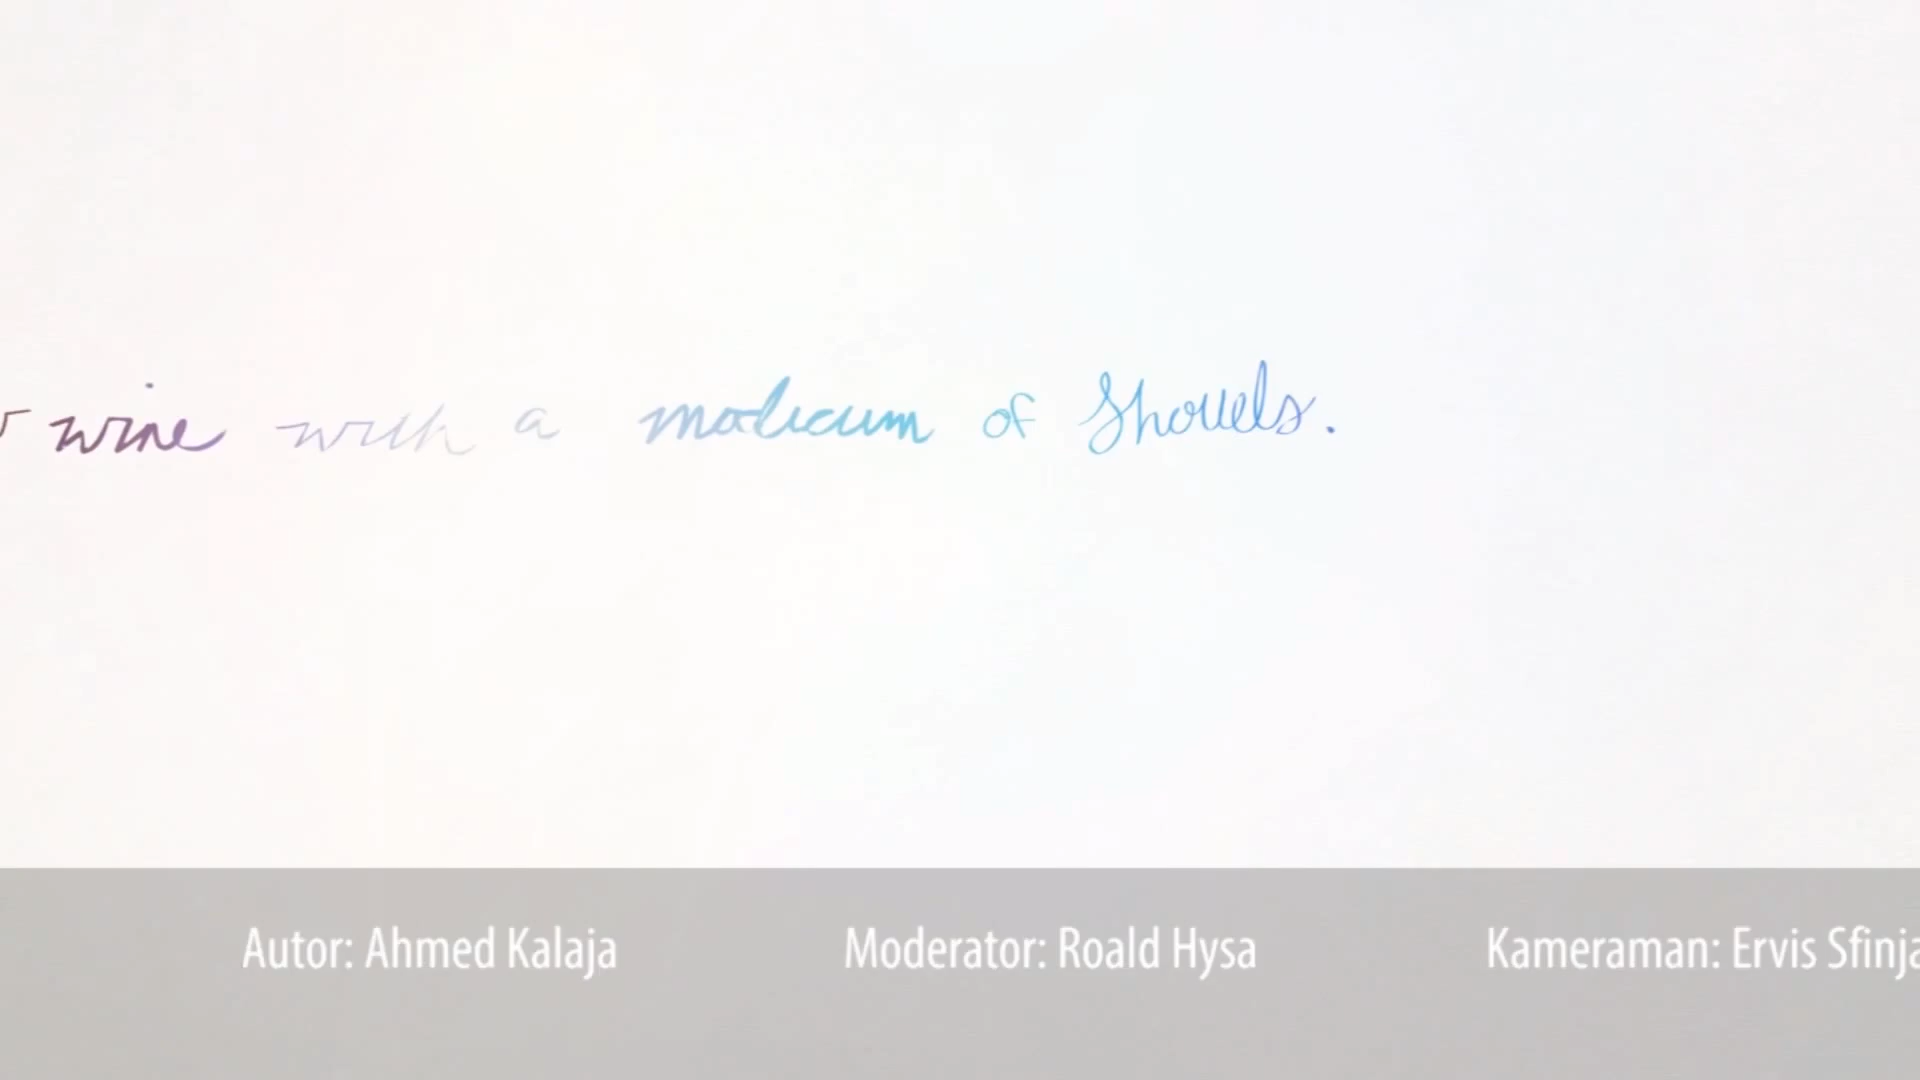 wine with a modicum of Shovels.
Autor: Ahmed Kalaja Moderator: Roald Hysa Kameraman: Ervis Sfinja